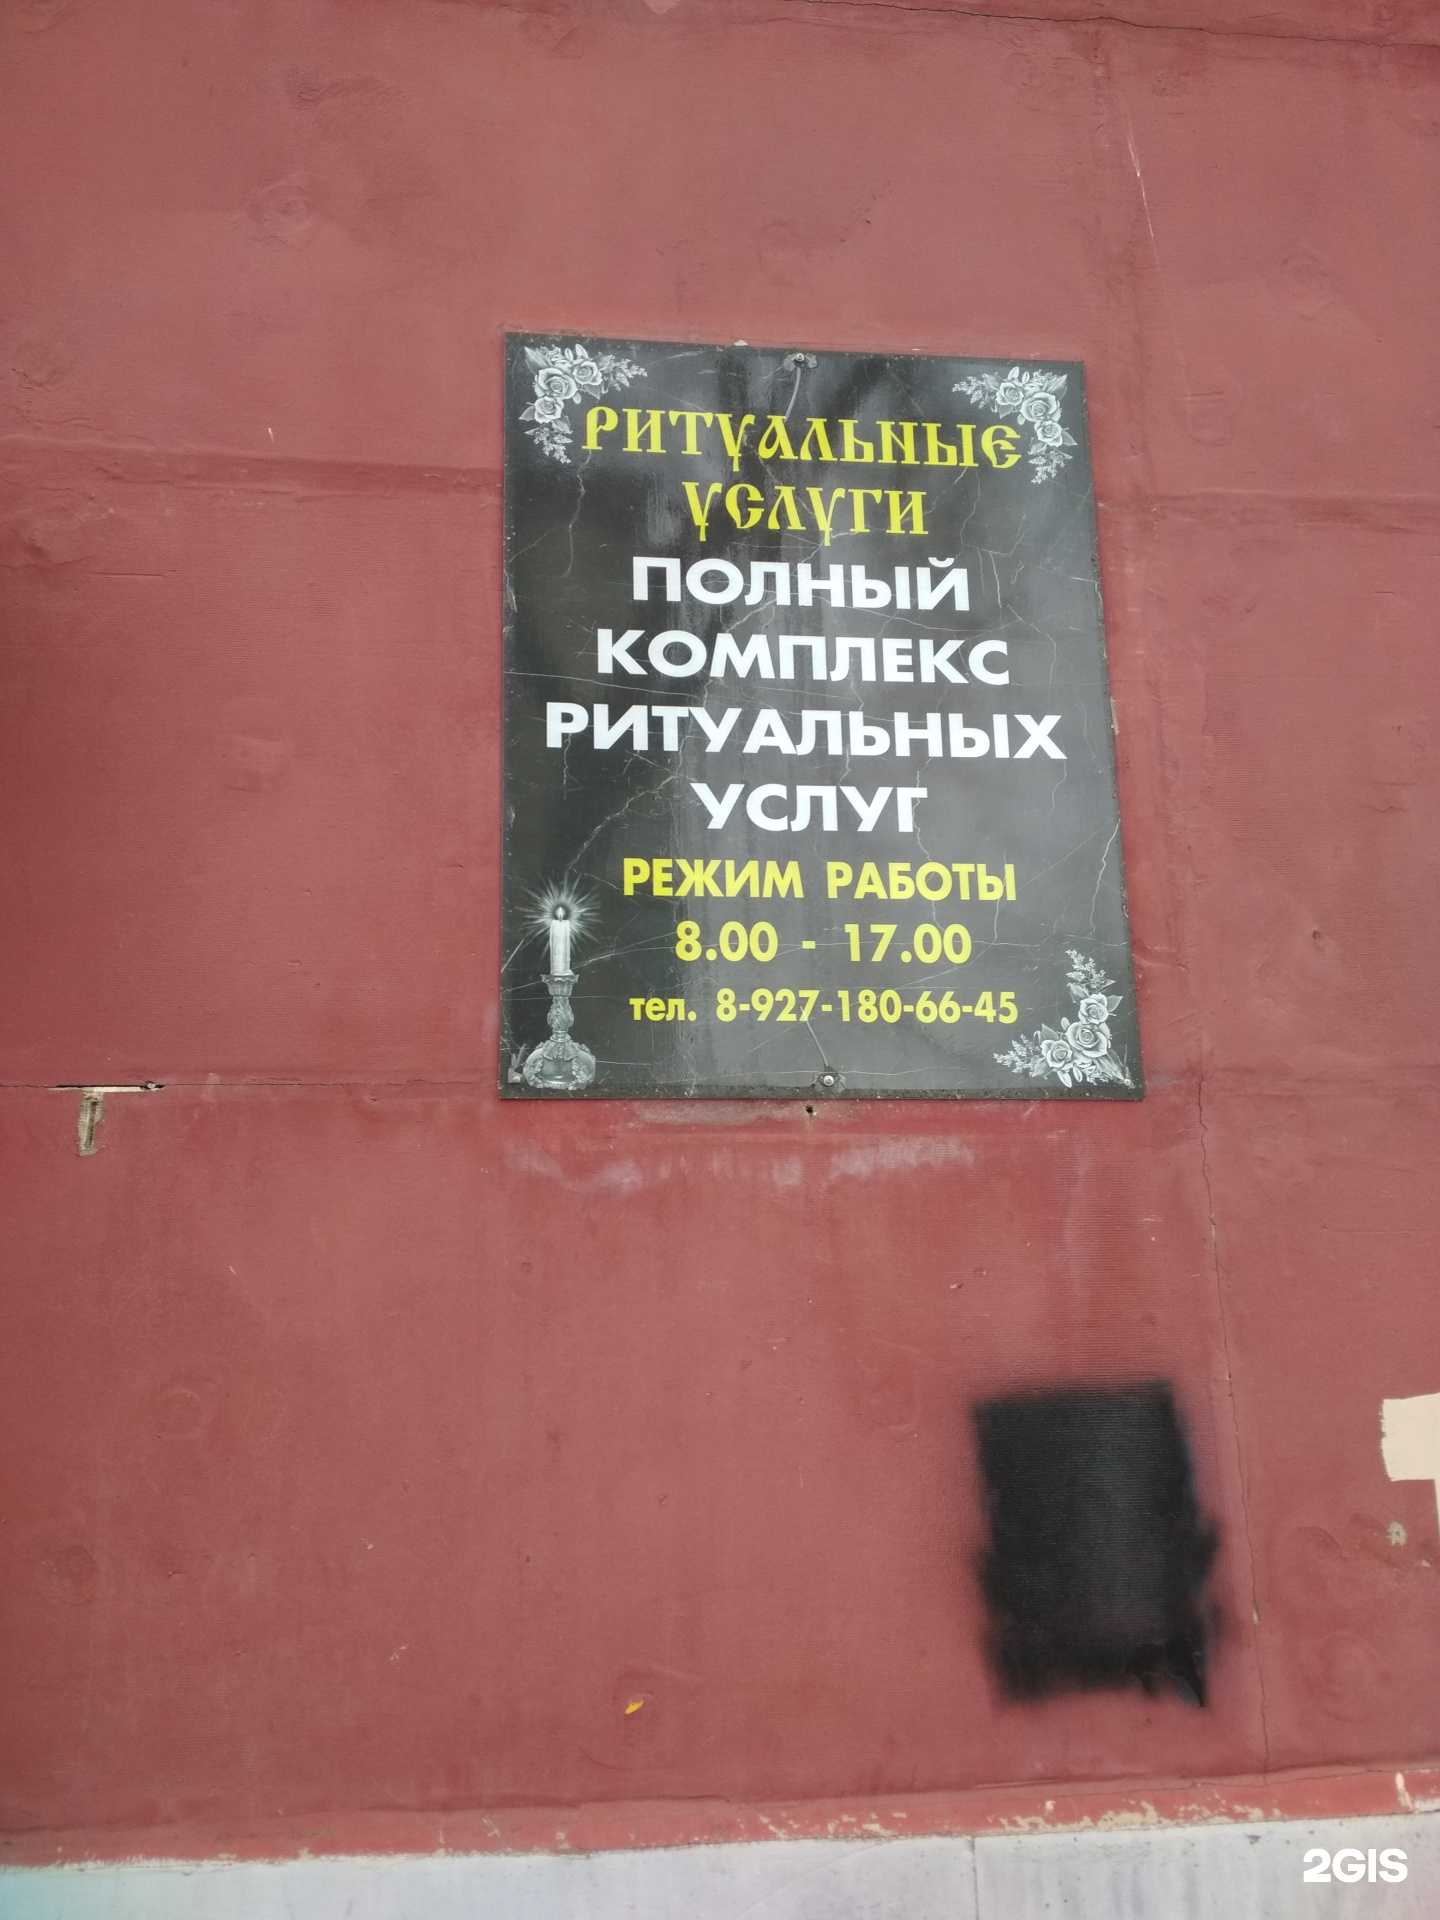 РИТУАЛЬНЫЕ
УСЛУГИ
ПОЛНЫЙ
КОМПЛЕКС
РИТУАЛЬНЫХ
УСЛУГ
РЕЖИМ РАБОТЫ
8.00 - 17.00
тел. 8-927-180-66-45
2GIS